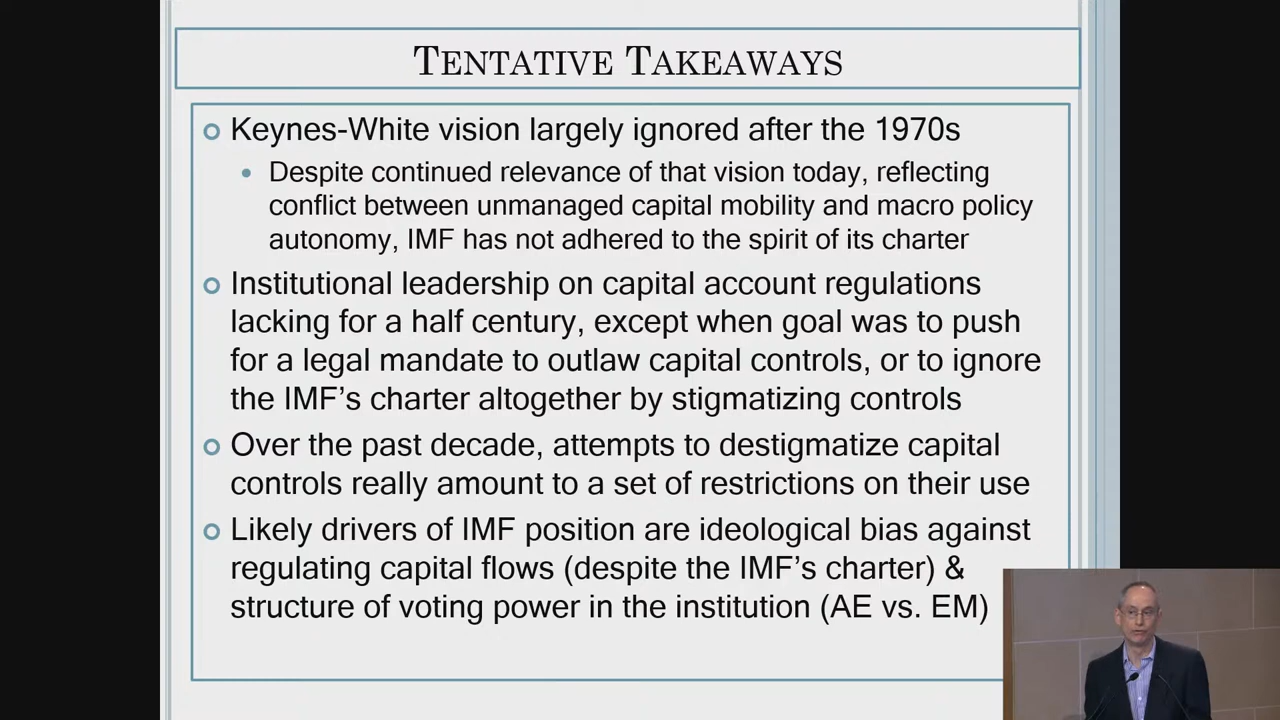 TENTATIVE TAKEAWAYS
Keynes-White vision largely ignored after the 1970s
Despite continued relevance of that vision today, reflecting
conflict between unmanaged capital mobility and macro policy
autonomy, IMF has not adhered to the spirit of its charter
Institutional leadership on capital account regulations
lacking for a half century, except when goal was to push
for a legal mandate to outlaw capital controls, or to ignore
the IMF’s charter altogether by stigmatizing controls
Over the past decade, attempts to destigmatize capital
controls really amount to a set of restrictions on their use
Likely drivers of IMF position are ideological bias against
regulating capital flows (despite the IMF’s charter) &
structure of voting power in the institution (AE vs. EM)